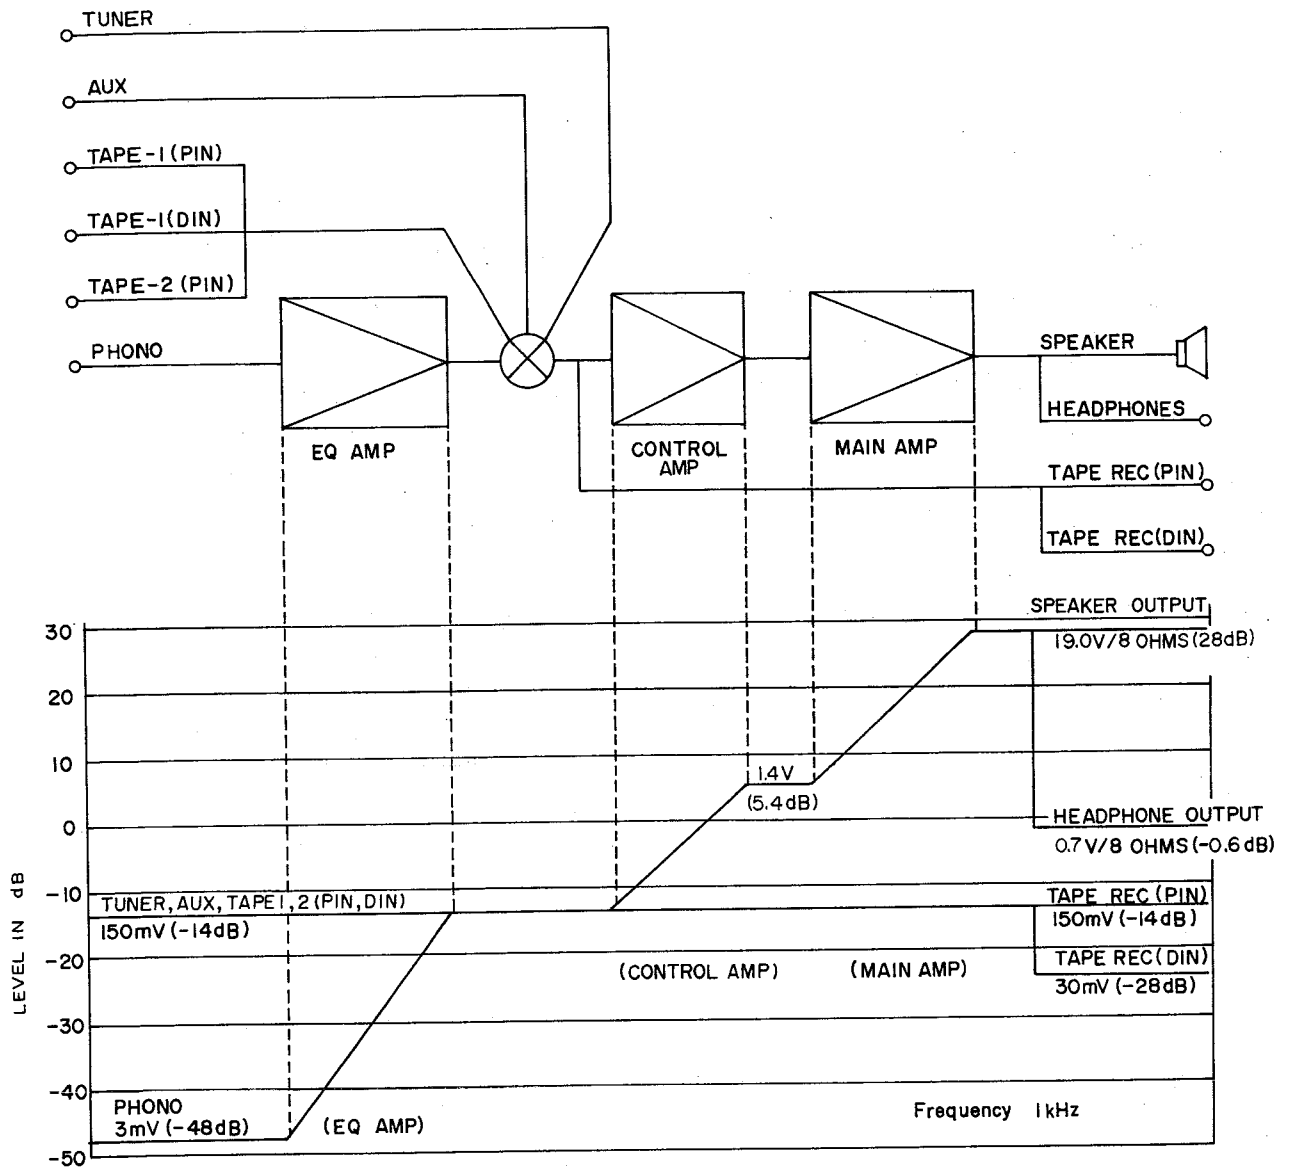 TUNER
AUX
TAPE-1(PIN)
TAPE-1(DIN)
TAPE-2(PIN)
PHONO
EQ AMP
CONTROL
AMP
MAIN AMP
SPEAKER
HEADPHONES
TAPE REC(PIN)
TAPE REC(DIN)
SPEAKER OUTPUT
19.0V/8 OHMS(28dB)
30
20
10
0
-10
-20
-30
-40
-50
LEVEL IN dB
1.4V
(5.4dB)
HEADPHONE OUTPUT
0.7V/8 OHMS(-0.6dB)
TUNER,AUX,TAPE1,2(PIN,DIN)
150mV(-14dB)
TAPE REC(PIN)
150mV(-14dB)
TAPE REC(DIN)
30mV(-28dB)
(CONTROL AMP)
(MAIN AMP)
PHONO
3mV(-48dB)
(EQ AMP)
Frequency 1kHz